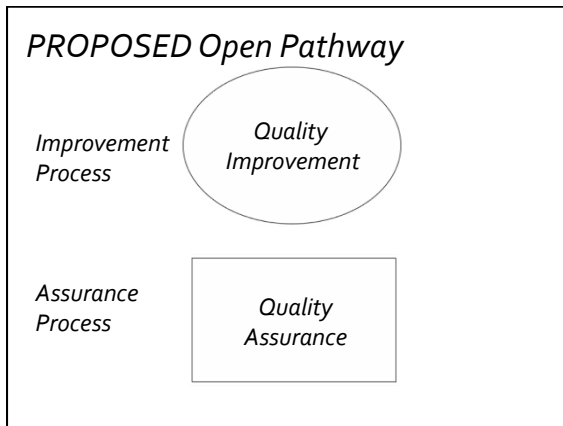 PROPOSED Open Pathway
Improvement
Process
Quality
Improvement
Assurance
Process
Quality
Assurance